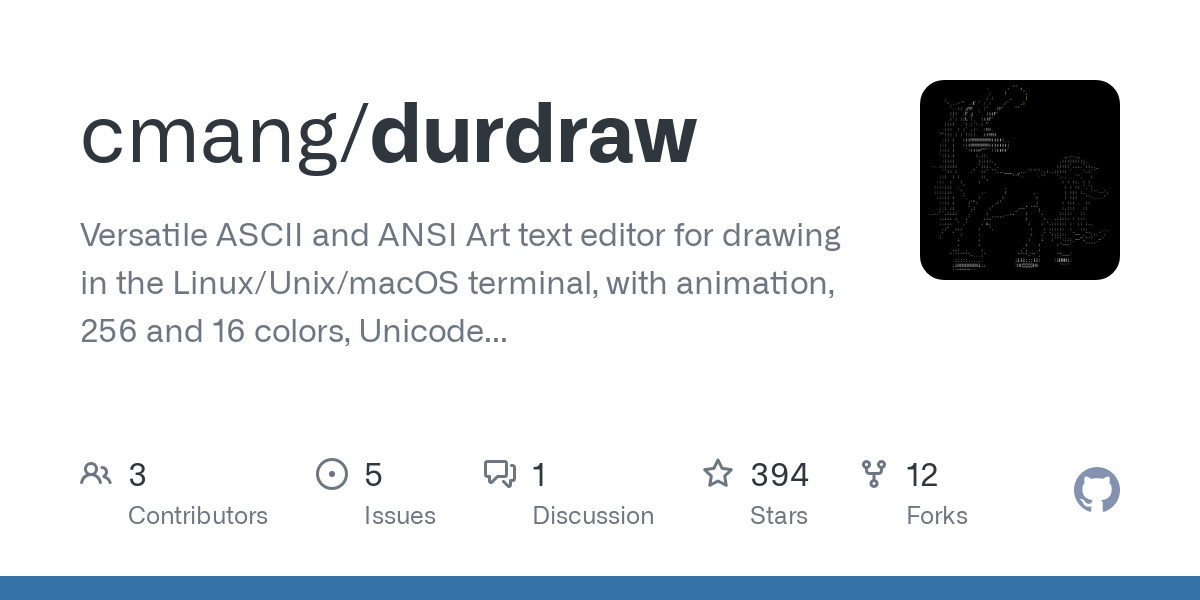 cmang/durdraw
Versatile ASCII and ANSI Art text editor for drawing
in the Linux/Unix/macOS terminal, with animation,
256 and 16 colors, Unicode...
3
Contributors
5
Issues
1
Discussion
394
Stars
12
Forks